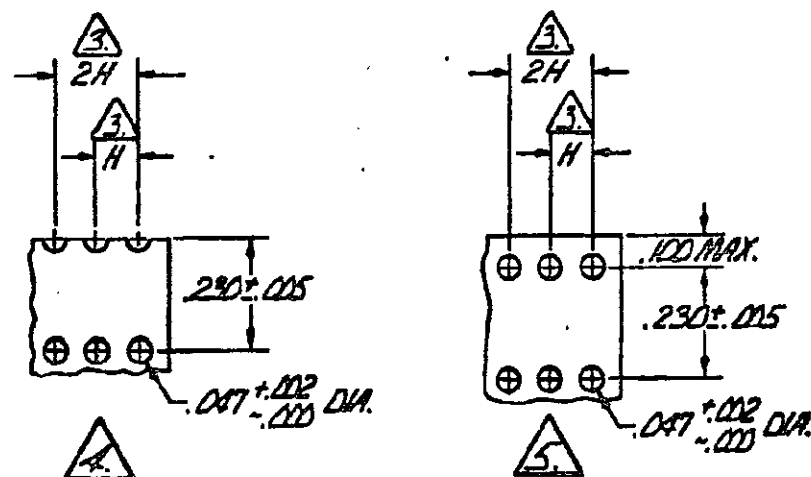 3.
2H
3.
H
.230±.005
.047 +.002 -.000 DIA.
4.
3.
2H
3.
H
.100 MAX.
.230±.005
.047 +.002 -.000 DIA.
5.